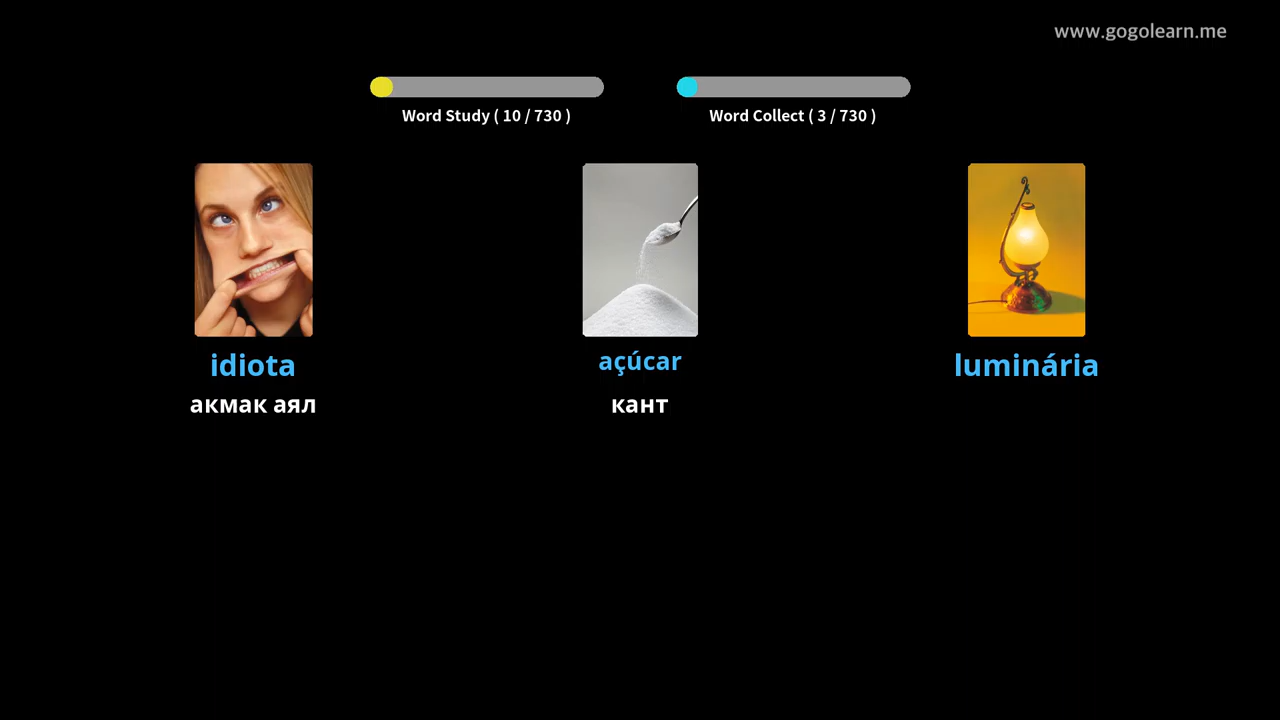 www.gogolearn.me
Word Study ( 10 / 730 )
Word Collect ( 3 / 730 )
idiota
açúcar
luminária
акмак аял
кант